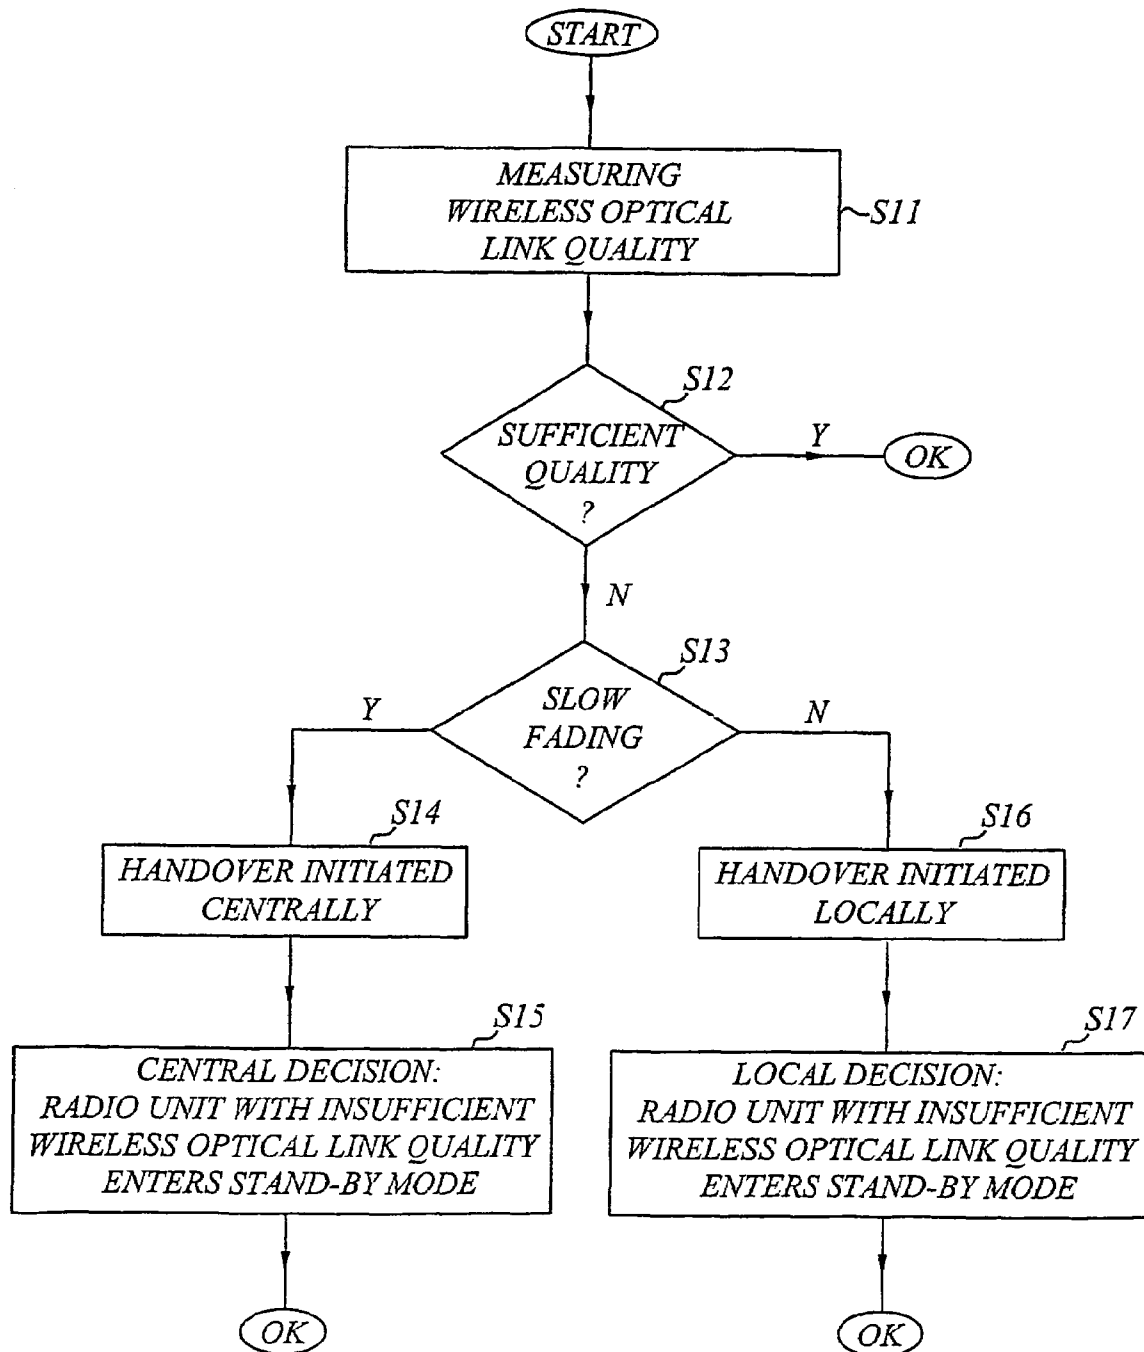 START
MEASURING
WIRELESS OPTICAL
LINK QUALITY
S11
S12
SUFFICIENT
QUALITY
?
Y
OK
N
S13
SLOW
FADING
?
Y
N
S14
HANDOVER INITIATED
CENTRALLY
S16
HANDOVER INITIATED
LOCALLY
S15
CENTRAL DECISION:
RADIO UNIT WITH INSUFFICIENT
WIRELESS OPTICAL LINK QUALITY
ENTERS STAND-BY MODE
S17
LOCAL DECISION:
RADIO UNIT WITH INSUFFICIENT
WIRELESS OPTICAL LINK QUALITY
ENTERS STAND-BY MODE
OK
OK